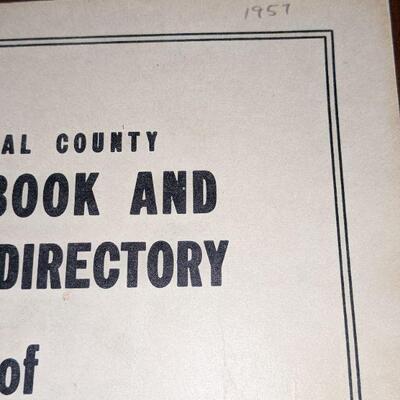 1957
AL COUNTY
BOOK AND
DIRECTORY
of